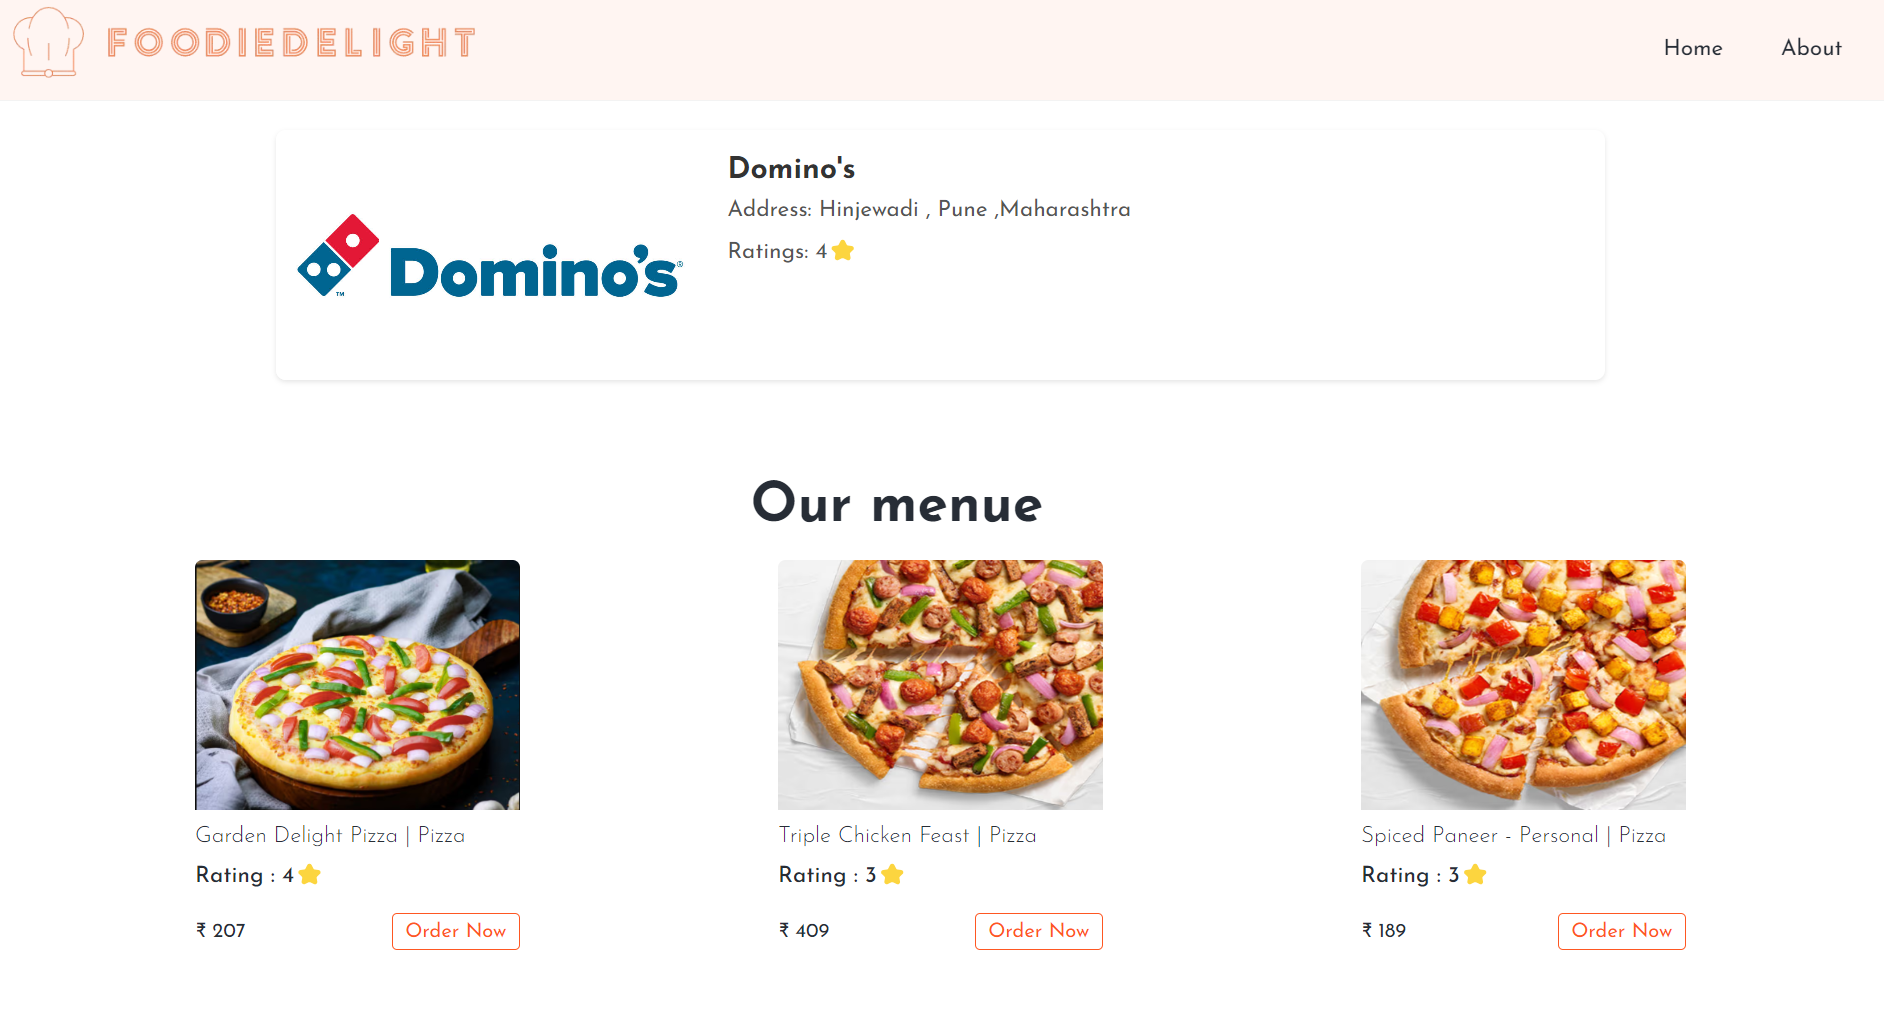 FOODIEDELIGHT
Home About
Domino's
Address: Hinjewadi , Pune ,Maharashtra
Ratings: 4
Domino's®
™
Our menue
Garden Delight Pizza | Pizza
Rating : 4
₹ 207 Order Now
Triple Chicken Feast | Pizza
Rating : 3
₹ 409 Order Now
Spiced Paneer - Personal | Pizza
Rating : 3
₹ 189 Order Now